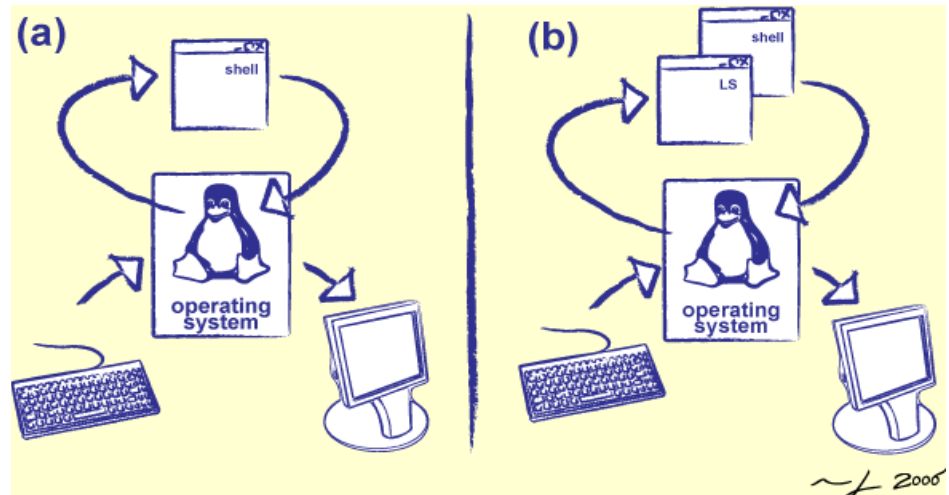 (a)
shell
operating
system
(b)
shell
LS
operating
system
2006